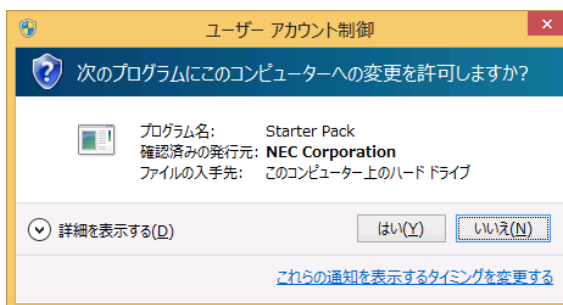 ユーザー アカウント制御
次のプログラムにこのコンピューターへの変更を許可しますか?
プログラム名: Starter Pack
確認済みの発行元: NEC Corporation
ファイルの入手先: このコンピューター上のハード ドライブ
詳細を表示する(D)
はい(Y)
いいえ(N)
これらの通知を表示するタイミングを変更する